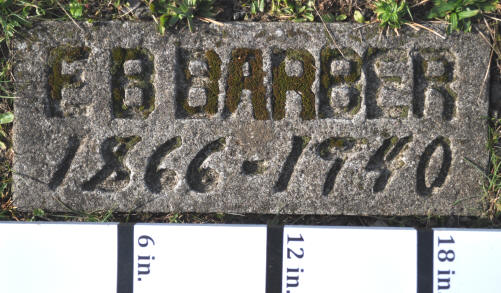 E B BARBER
1866-1940
6 in.
12 in.
18 in.